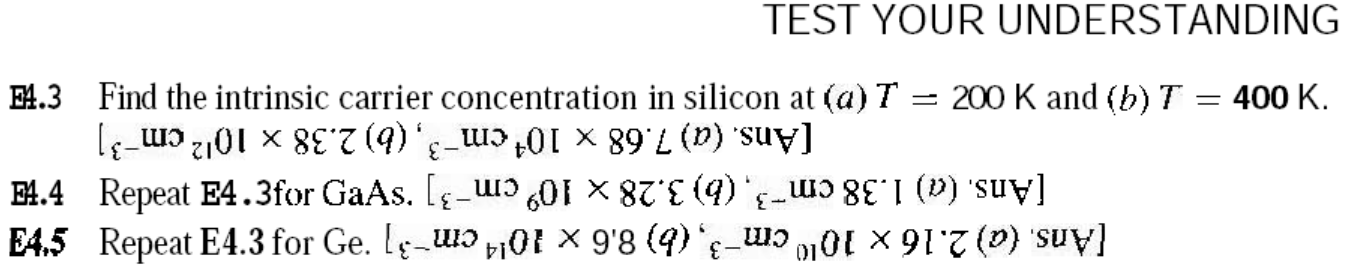 TEST YOUR UNDERSTANDING
E4.3 Find the intrinsic carrier concentration in silicon at (a) T = 200 K and (b) T = 400 K.
[Ans. (a) 7.68 × 10⁴ cm⁻³, (b) 2.38 × 10¹² cm⁻³]
E4.4 Repeat E4.3for GaAs. [Ans. (a) 1.38 cm⁻³, (b) 3.28 × 10⁹ cm⁻³]
E4.5 Repeat E4.3 for Ge. [Ans. (a) 2.16 × 10¹⁰ cm⁻³, (b) 8.6 × 10¹⁴ cm⁻³]